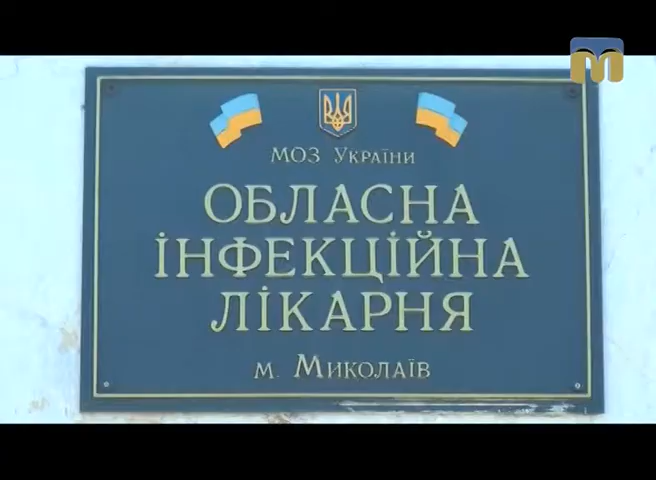 МОЗ України
ОБЛАСНА
ІНФЕКЦІЙНА
ЛІКАРНЯ
м. Миколаїв